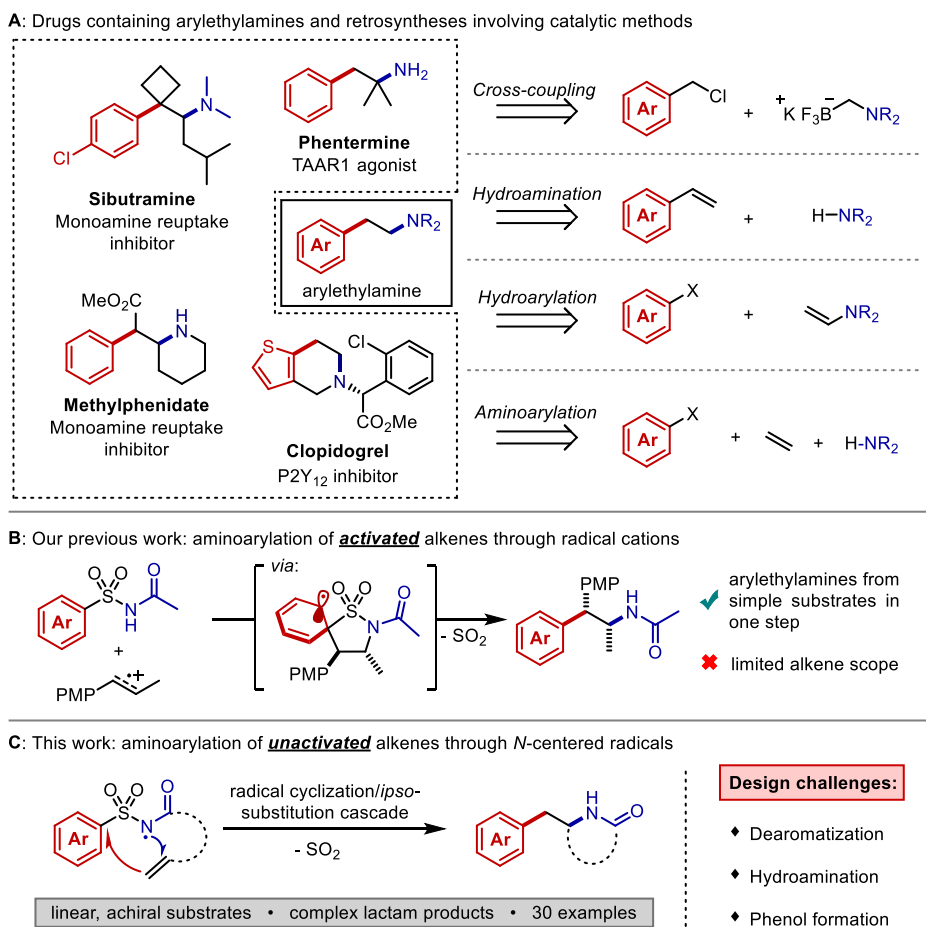 A: Drugs containing arylethylamines and retrosyntheses involving catalytic methods
Cl
N
Sibutramine
Monoamine reuptake
inhibitor
NH2
Phentermine
TAAR1 agonist
Ar
NR2
arylethylamine
MeO2C
H
N
Methylphenidate
Monoamine reuptake
inhibitor
S
N
Cl
CO2Me
Clopidogrel
P2Y12 inhibitor
Cross-coupling
Ar
Cl
+
+ −
K F3B
NR2
Hydroamination
Ar
+
H–NR2
Hydroarylation
Ar
X
+
NR2
Aminoarylation
Ar
X
+
+
H-NR2
B: Our previous work: aminoarylation of activated alkenes through radical cations
O O
S
O
N
H
Ar
+
PMP
•+
via:
O
S
O
O
N
PMP
- SO2
PMP
H
N
O
Ar
arylethylamines from
simple substrates in
one step
limited alkene scope
C: This work: aminoarylation of unactivated alkenes through N-centered radicals
O O
S
O
N
Ar
radical cyclization/ipso-
substitution cascade
- SO2
Ar
H
N
O
linear, achiral substrates • complex lactam products • 30 examples
Design challenges:
♦ Dearomatization
♦ Hydroamination
♦ Phenol formation